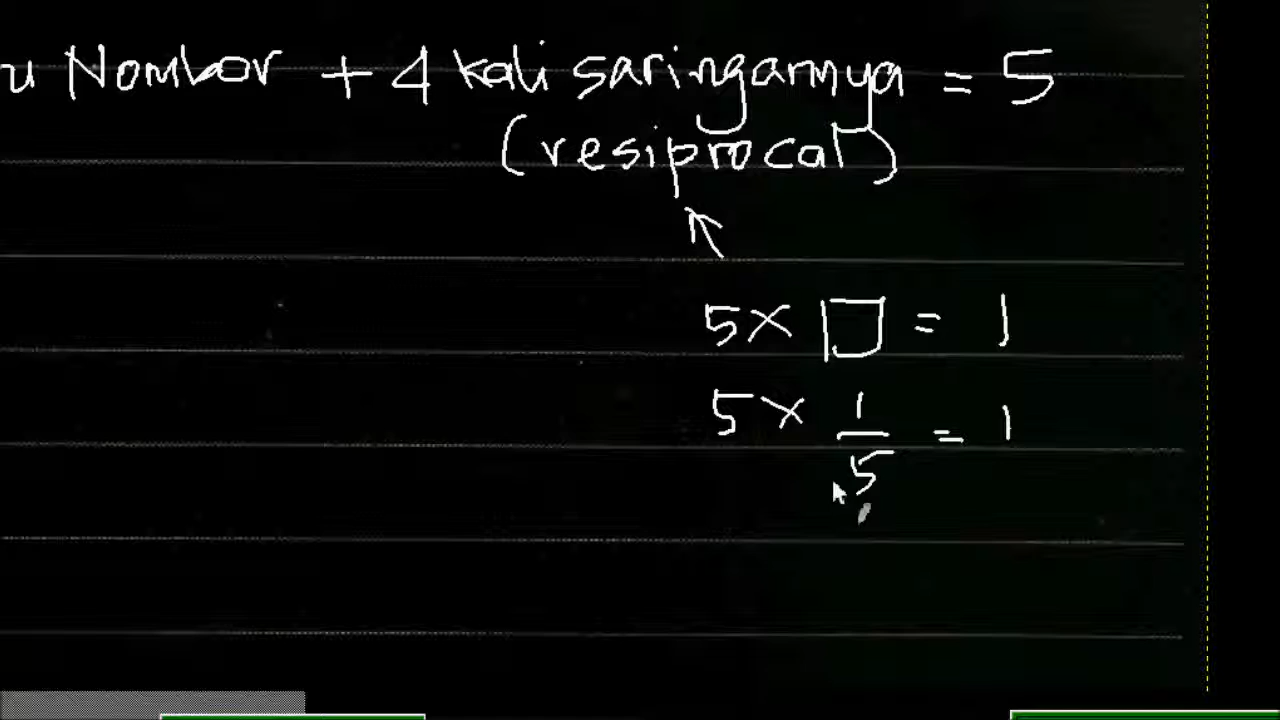 u Nombor + 4 kali saringannya = 5
(resiprocal)
5 × □ = 1
5 × 1/5 = 1